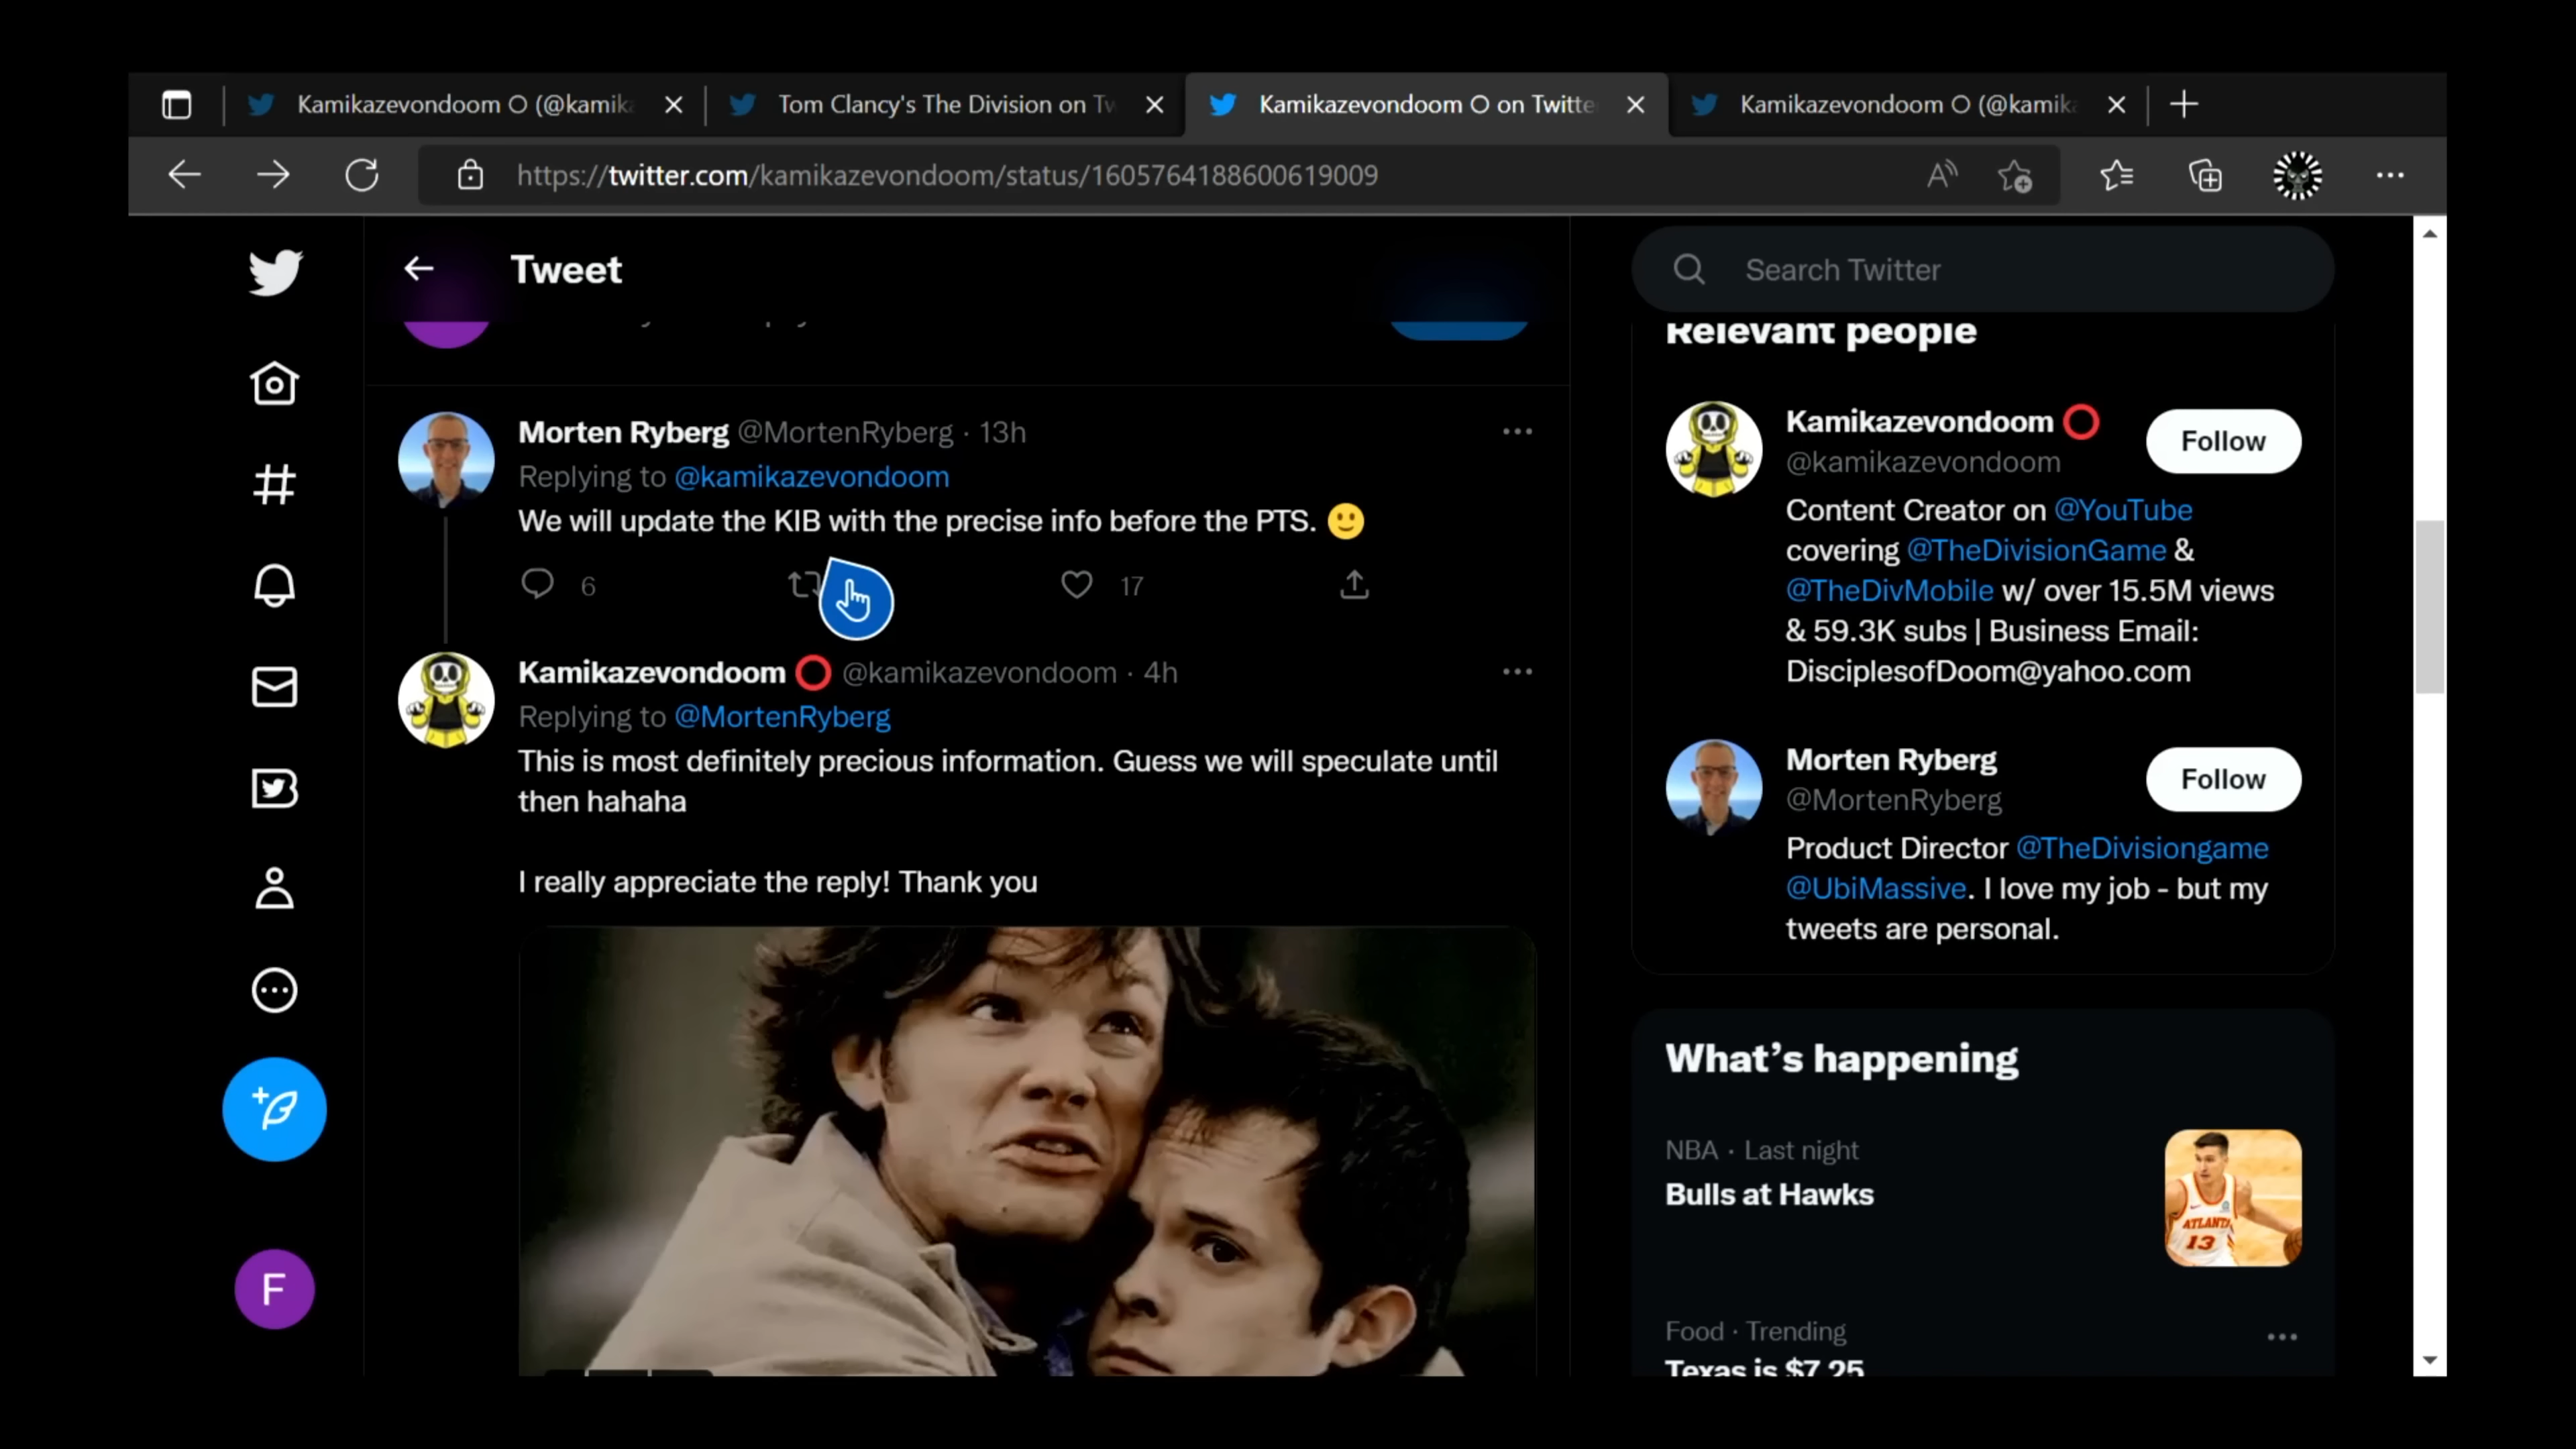 Kamikazevondoom O (@kamika
Tom Clancy's The Division on Tw
Kamikazevondoom O on Twitte
Kamikazevondoom O (@kamika
https://twitter.com/kamikazevondoom/status/1605764188600619009
Tweet
Search Twitter
Relevant people
Morten Ryberg @MortenRyberg · 13h
Replying to @kamikazevondoom
We will update the KIB with the precise info before the PTS. 🙂
6
17
Kamikazevondoom ⭕ @kamikazevondoom · 4h
Replying to @MortenRyberg
This is most definitely precious information. Guess we will speculate until
then hahaha
I really appreciate the reply! Thank you
Kamikazevondoom ⭕
@kamikazevondoom
Follow
Content Creator on @YouTube
covering @TheDivisionGame &
@TheDivMobile w/ over 15.5M views
& 59.3K subs | Business Email:
DisciplesofDoom@yahoo.com
Morten Ryberg
@MortenRyberg
Follow
Product Director @TheDivisiongame
@UbiMassive. I love my job - but my
tweets are personal.
What's happening
NBA · Last night
Bulls at Hawks
ATLANTA
13
Food · Trending
Texas is $7.25
F